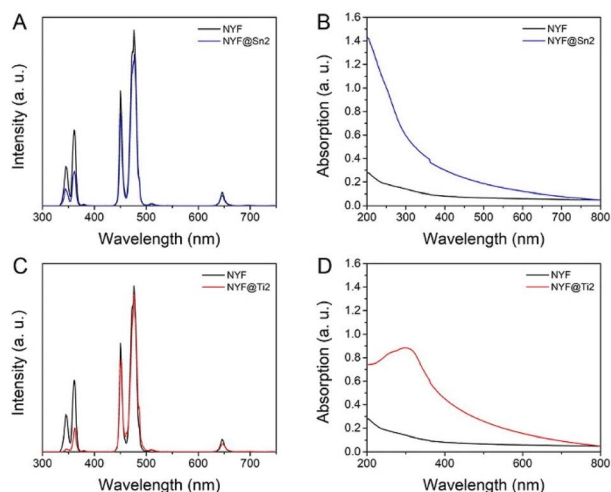 A
NYF
NYF@Sn2
Intensity (a. u.)
300 400 500 600 700
Wavelength (nm)
B
NYF
NYF@Sn2
Absorption (a. u.)
1.6
1.4
1.2
1.0
0.8
0.6
0.4
0.2
0.0
200 300 400 500 600 700 800
Wavelength (nm)
C
NYF
NYF@Ti2
Intensity (a. u.)
300 400 500 600 700
Wavelength (nm)
D
NYF
NYF@Ti2
Absorption (a. u.)
1.6
1.4
1.2
1.0
0.8
0.6
0.4
0.2
0.0
200 300 400 500 600 700 800
Wavelength (nm)